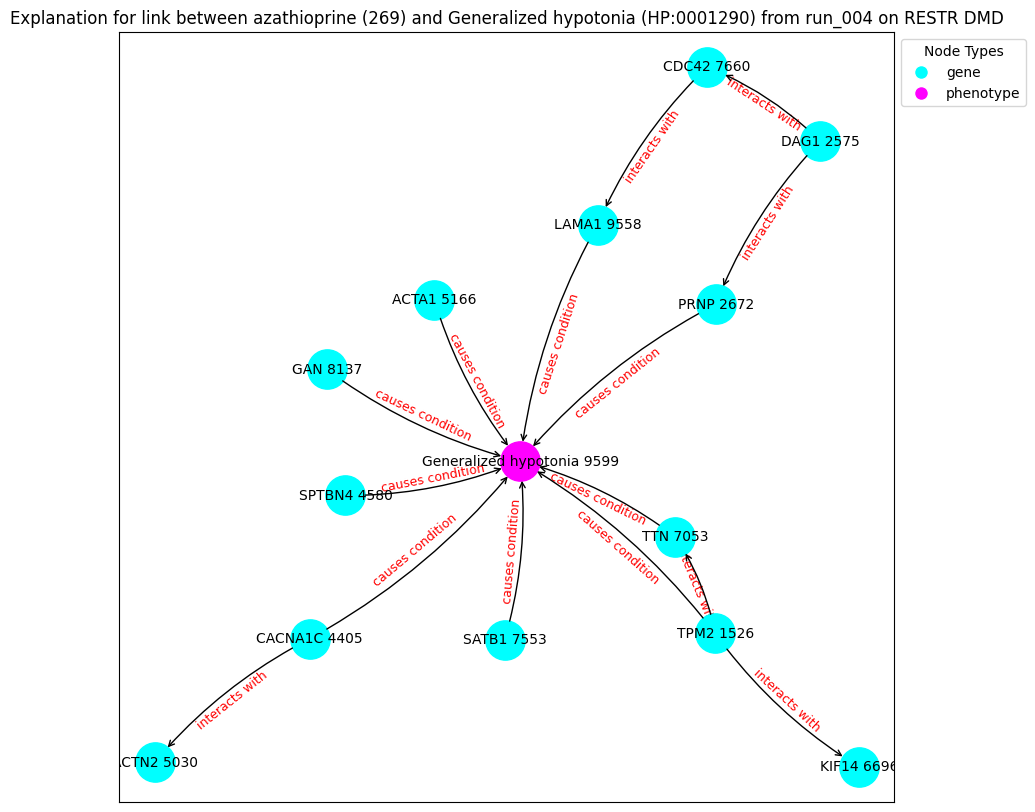 Explanation for link between azathioprine (269) and Generalized hypotonia (HP:0001290) from run_004 on RESTR DMD
Node Types
gene
phenotype
CDC42 7660
interacts with
DAG1 2575
interacts with
interacts with
LAMA1 9558
ACTA1 5166
PRNP 2672
causes condition
causes condition
causes condition
GAN 8137
causes condition
Generalized hypotonia 9599
causes condition
SPTBN4 4580
causes condition
causes condition
TTN 7053
causes condition
causes condition
teracts wi
CACNA1C 4405
SATB1 7553
TPM2 1526
interacts with
interacts with
CTN2 5030
KIF14 6696